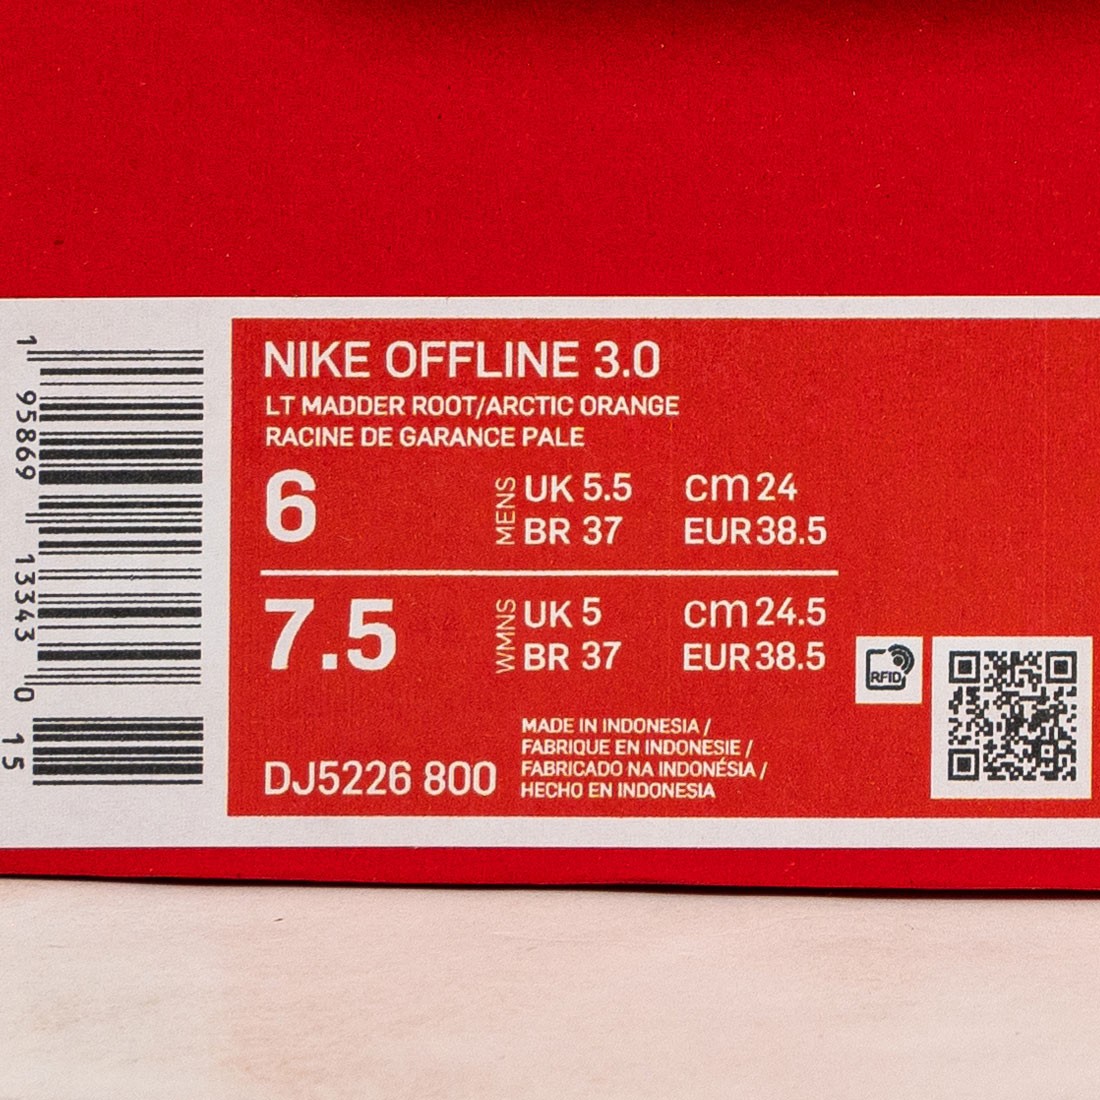 NIKE OFFLINE 3.0
LT MADDER ROOT/ARCTIC ORANGE
RACINE DE GARANCE PALE
6 MENS UK 5.5 cm 24
BR 37 EUR 38.5
7.5 WMNS UK 5 cm 24.5
BR 37 EUR 38.5
RFID
DJ5226 800
MADE IN INDONESIA /
FABRIQUE EN INDONESIE /
FABRICADO NA INDONÉSIA /
HECHO EN INDONESIA
1 95869 13343 0 15